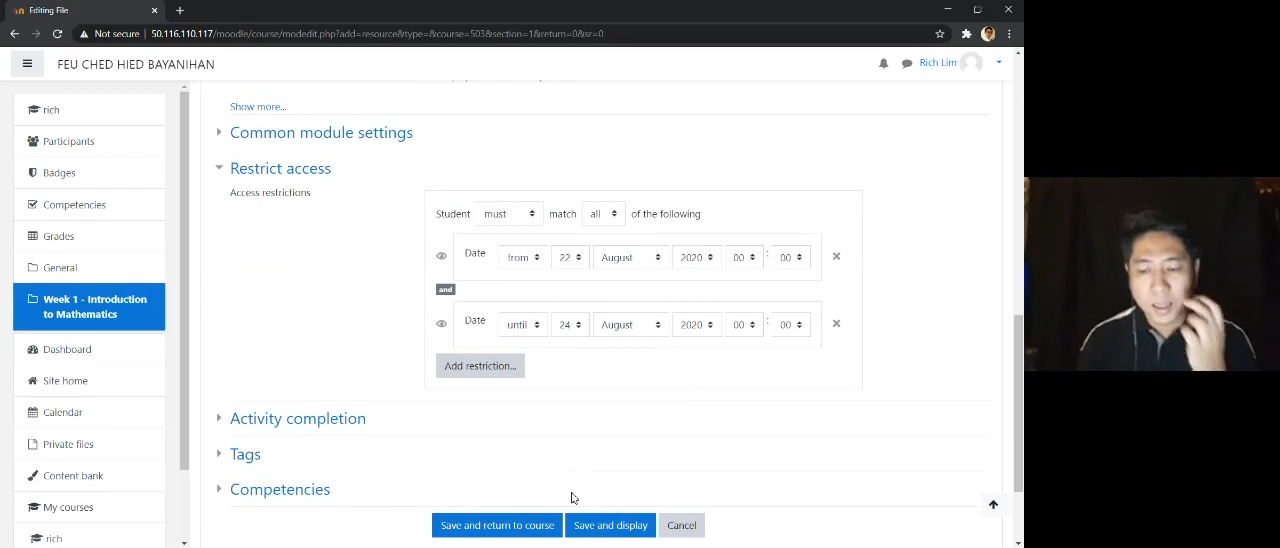 Editing File
Not secure | 50.116.110.117/moodle/course/modedit.php?add=resource&type=&course=503&section=1&return=0&sr=0
FEU CHED HIED BAYANIHAN
Rich Lim
rich
Participants
Badges
Competencies
Grades
General
Week 1 - Introduction
to Mathematics
Dashboard
Site home
Calendar
Private files
Content bank
My courses
rich
Show more...
Common module settings
Restrict access
Access restrictions
Student must match all of the following
Date from 22 August 2020 00 : 00
and
Date until 24 August 2020 00 : 00
Add restriction...
Activity completion
Tags
Competencies
Save and return to course Save and display Cancel